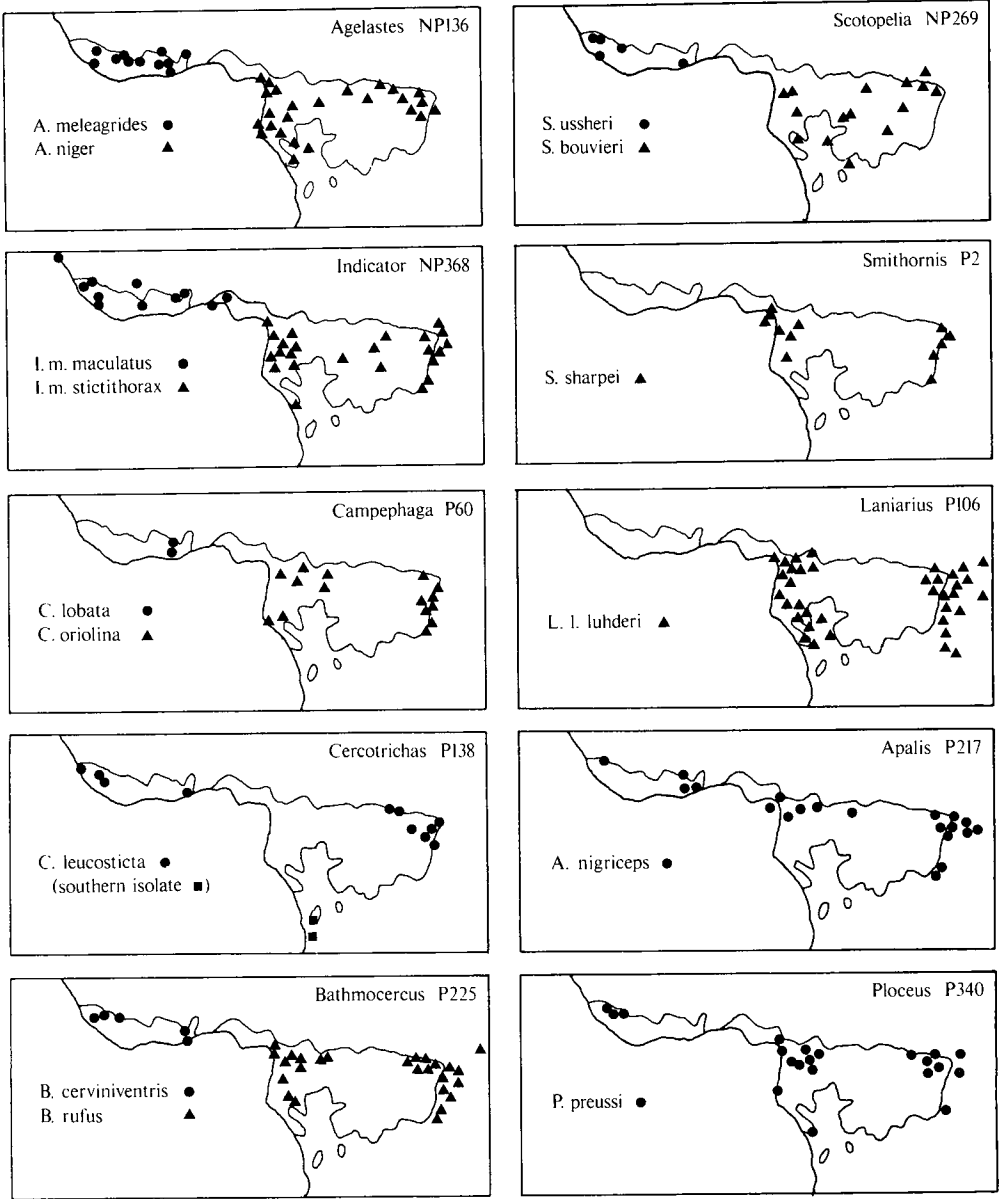 Agelastes NP136
A. meleagrides ●
A. niger ▲
Scotopelia NP269
S. ussheri ●
S. bouvieri ▲
Indicator NP368
I. m. maculatus ●
I. m. stictithorax ▲
Smithornis P2
S. sharpei ▲
Campephaga P60
C. lobata ●
C. oriolina ▲
Laniarius P106
L. l. luhderi ▲
Cercotrichas P138
C. leucosticta ●
(southern isolate ■)
Apalis P217
A. nigriceps ●
Bathmocercus P225
B. cerviniventris ●
B. rufus ▲
Ploceus P340
P. preussi ●